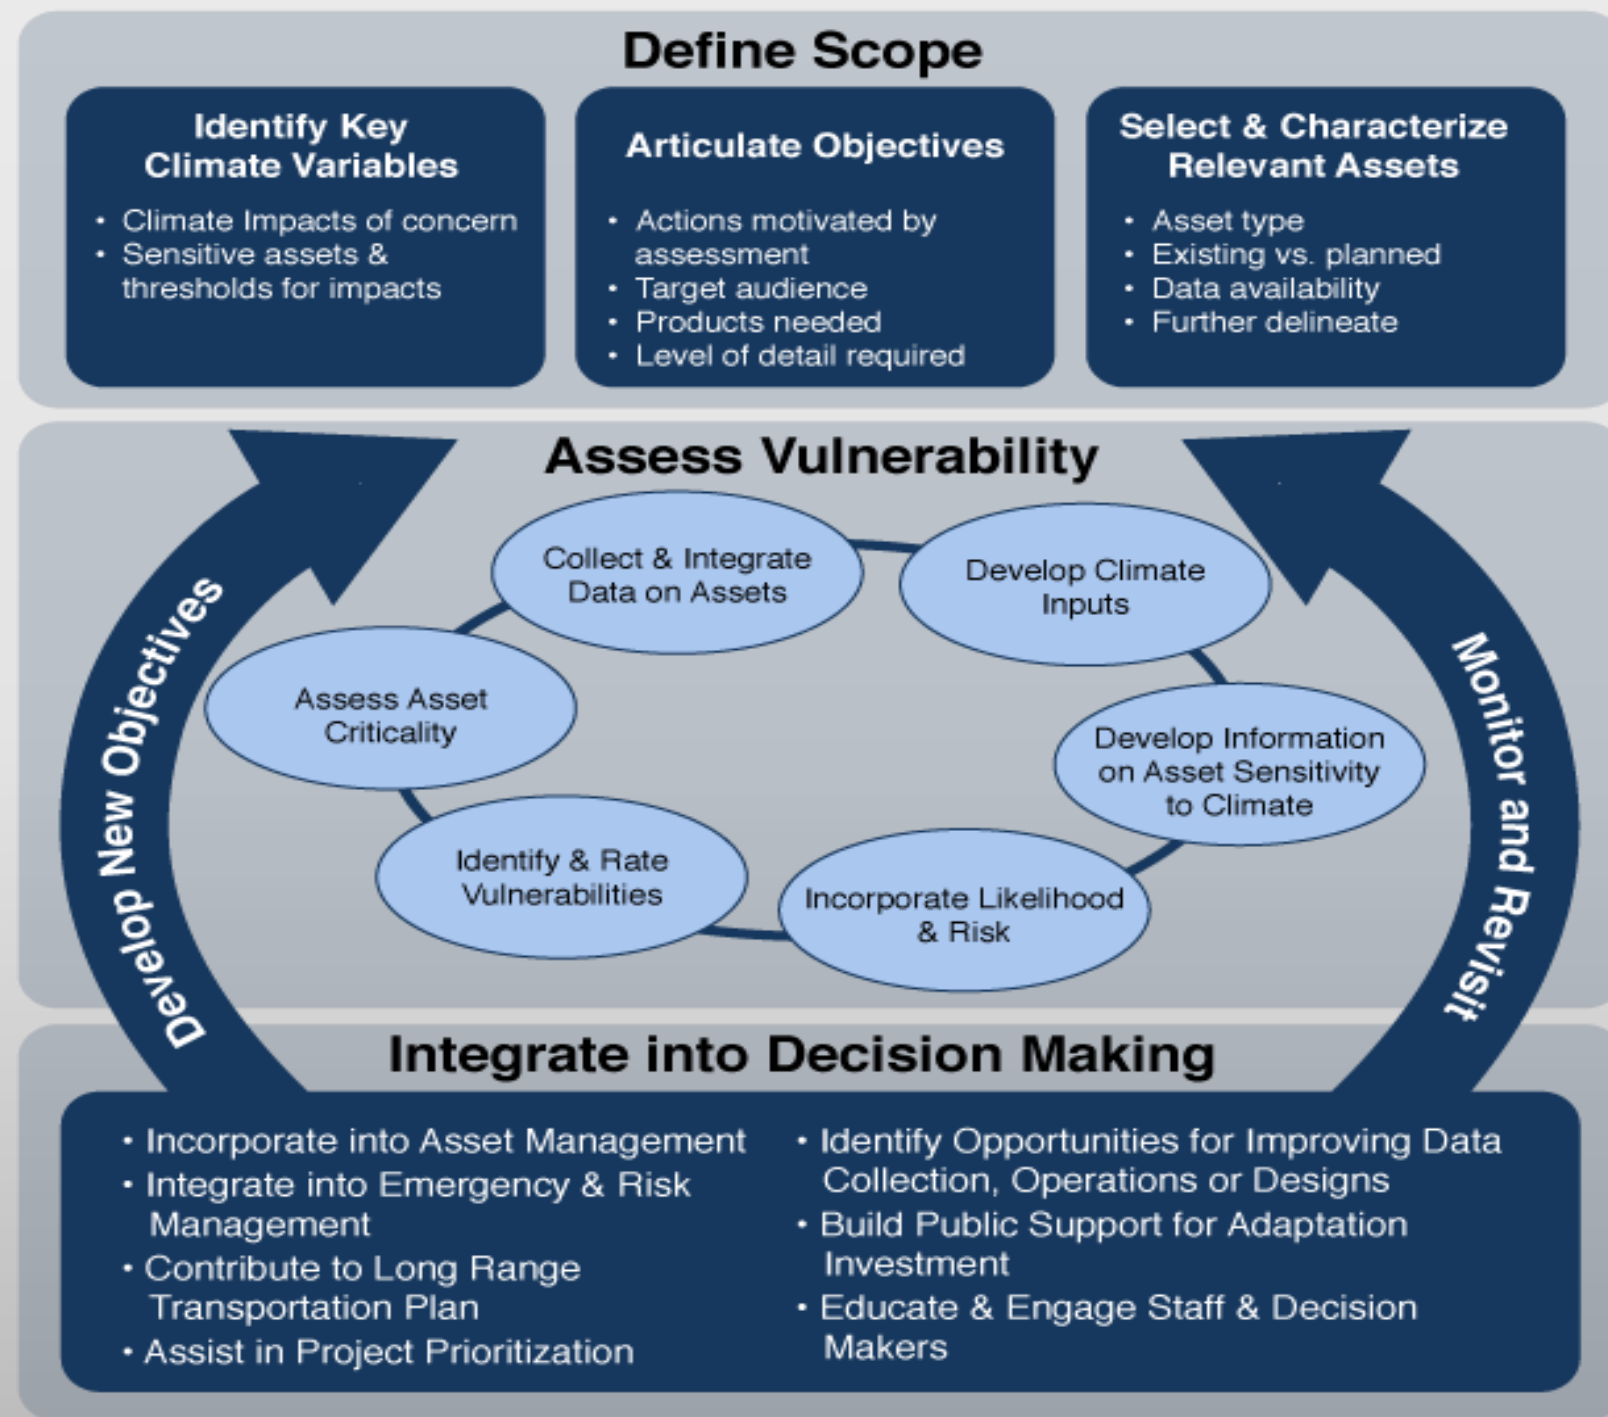 Define Scope
Identify Key
Climate Variables
• Climate Impacts of concern
• Sensitive assets &
thresholds for impacts
Articulate Objectives
• Actions motivated by
assessment
• Target audience
• Products needed
• Level of detail required
Select & Characterize
Relevant Assets
• Asset type
• Existing vs. planned
• Data availability
• Further delineate
Assess Vulnerability
Develop New Objectives
Collect & Integrate
Data on Assets
Develop Climate
Inputs
Assess Asset
Criticality
Develop Information
on Asset Sensitivity
to Climate
Identify & Rate
Vulnerabilities
Incorporate Likelihood
& Risk
Monitor and Revisit
Integrate into Decision Making
• Incorporate into Asset Management
• Integrate into Emergency & Risk
Management
• Contribute to Long Range
Transportation Plan
• Assist in Project Prioritization
• Identify Opportunities for Improving Data
Collection, Operations or Designs
• Build Public Support for Adaptation
Investment
• Educate & Engage Staff & Decision
Makers